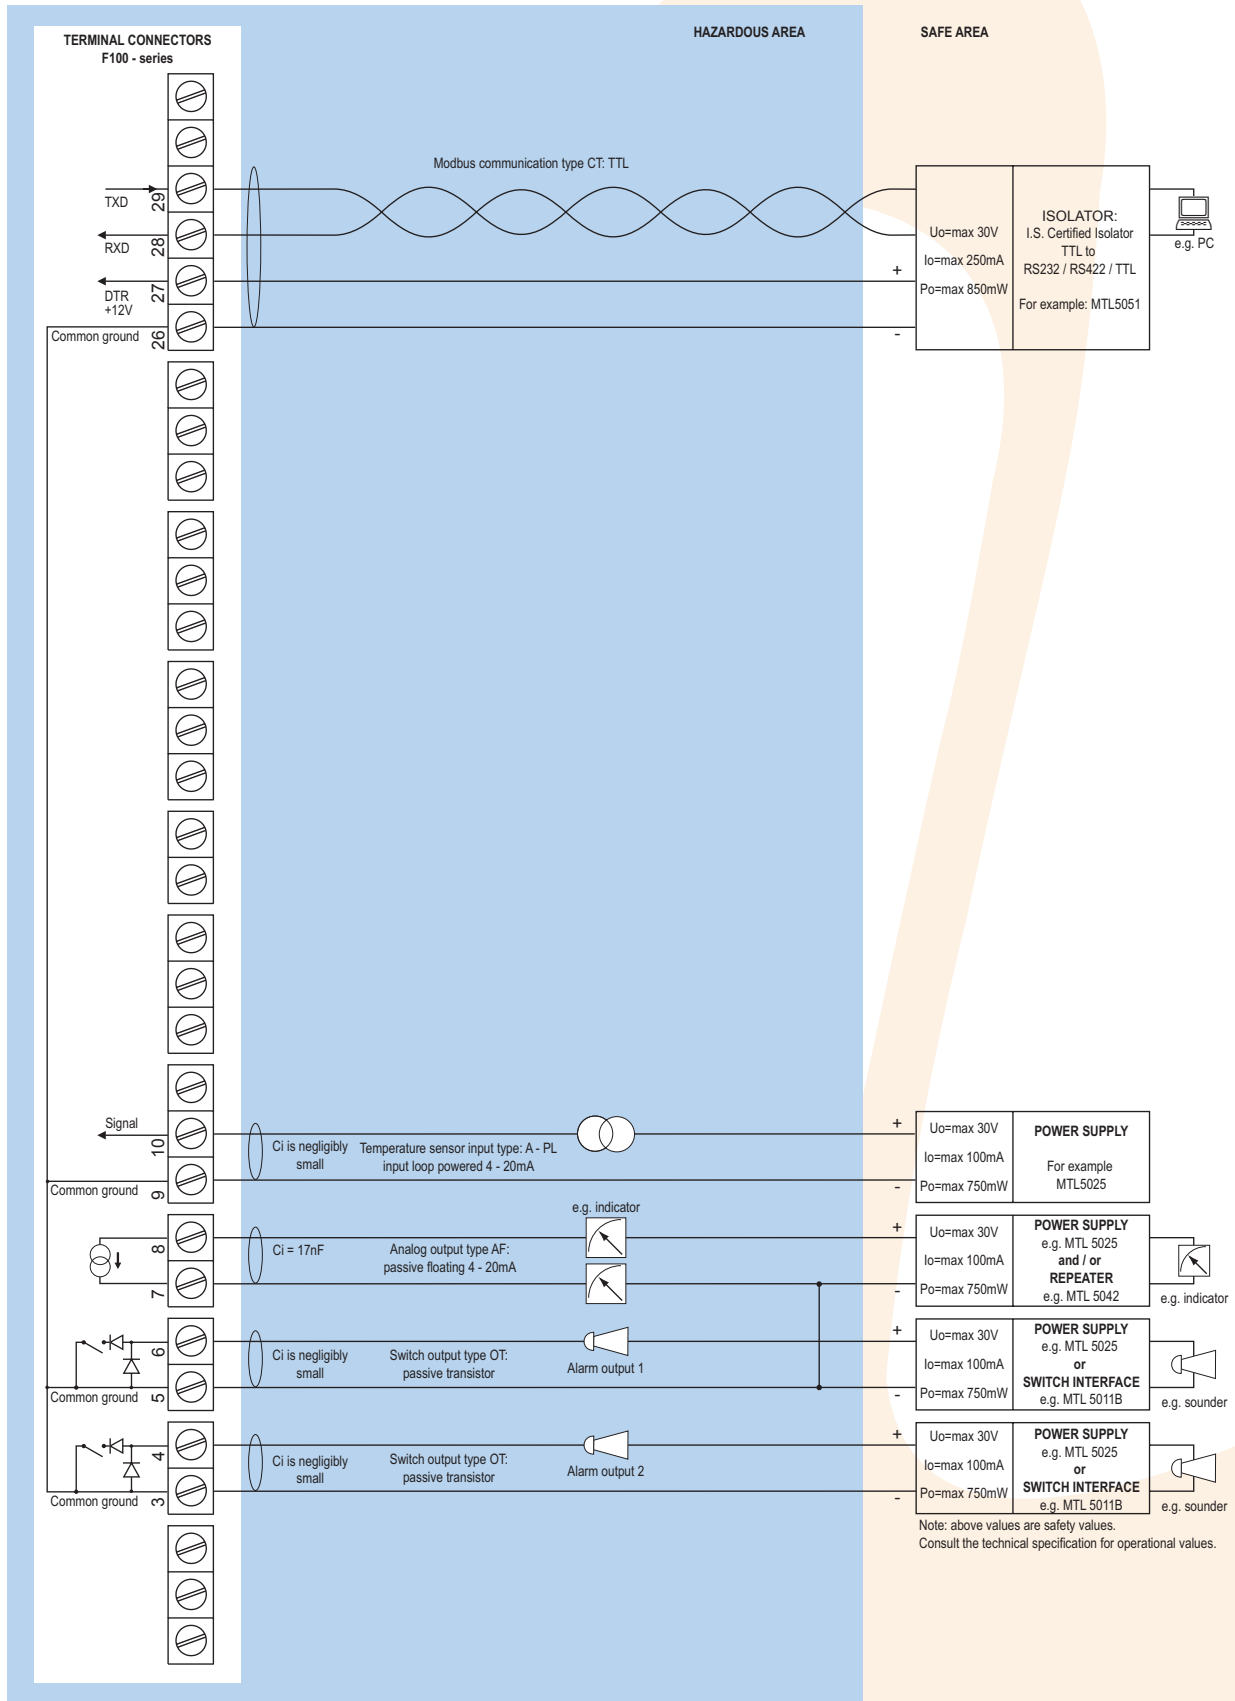 TERMINAL CONNECTORS
F100 - series
HAZARDOUS AREA
SAFE AREA
Modbus communication type CT: TTL
TXD
29
RXD
28
DTR
+12V
27
Common ground
26
+
-
Uo=max 30V
Io=max 250mA
Po=max 850mW
ISOLATOR:
I.S. Certified Isolator
TTL to
RS232 / RS422 / TTL
For example: MTL5051
e.g. PC
Signal
10
Common ground
9
Ci is negligibly
small
Temperature sensor input type: A - PL
input loop powered 4 - 20mA
+
-
Uo=max 30V
Io=max 100mA
Po=max 750mW
POWER SUPPLY
For example
MTL5025
8
7
Ci = 17nF
Analog output type AF:
passive floating 4 - 20mA
e.g. indicator
+
-
Uo=max 30V
Io=max 100mA
Po=max 750mW
POWER SUPPLY
e.g. MTL 5025
and / or
REPEATER
e.g. MTL 5042
e.g. indicator
6
Common ground
5
Ci is negligibly
small
Switch output type OT:
passive transistor
Alarm output 1
+
-
Uo=max 30V
Io=max 100mA
Po=max 750mW
POWER SUPPLY
e.g. MTL 5025
or
SWITCH INTERFACE
e.g. MTL 5011B
e.g. sounder
4
Common ground
3
Ci is negligibly
small
Switch output type OT:
passive transistor
Alarm output 2
+
-
Uo=max 30V
Io=max 100mA
Po=max 750mW
POWER SUPPLY
e.g. MTL 5025
or
SWITCH INTERFACE
e.g. MTL 5011B
e.g. sounder
Note: above values are safety values.
Consult the technical specification for operational values.